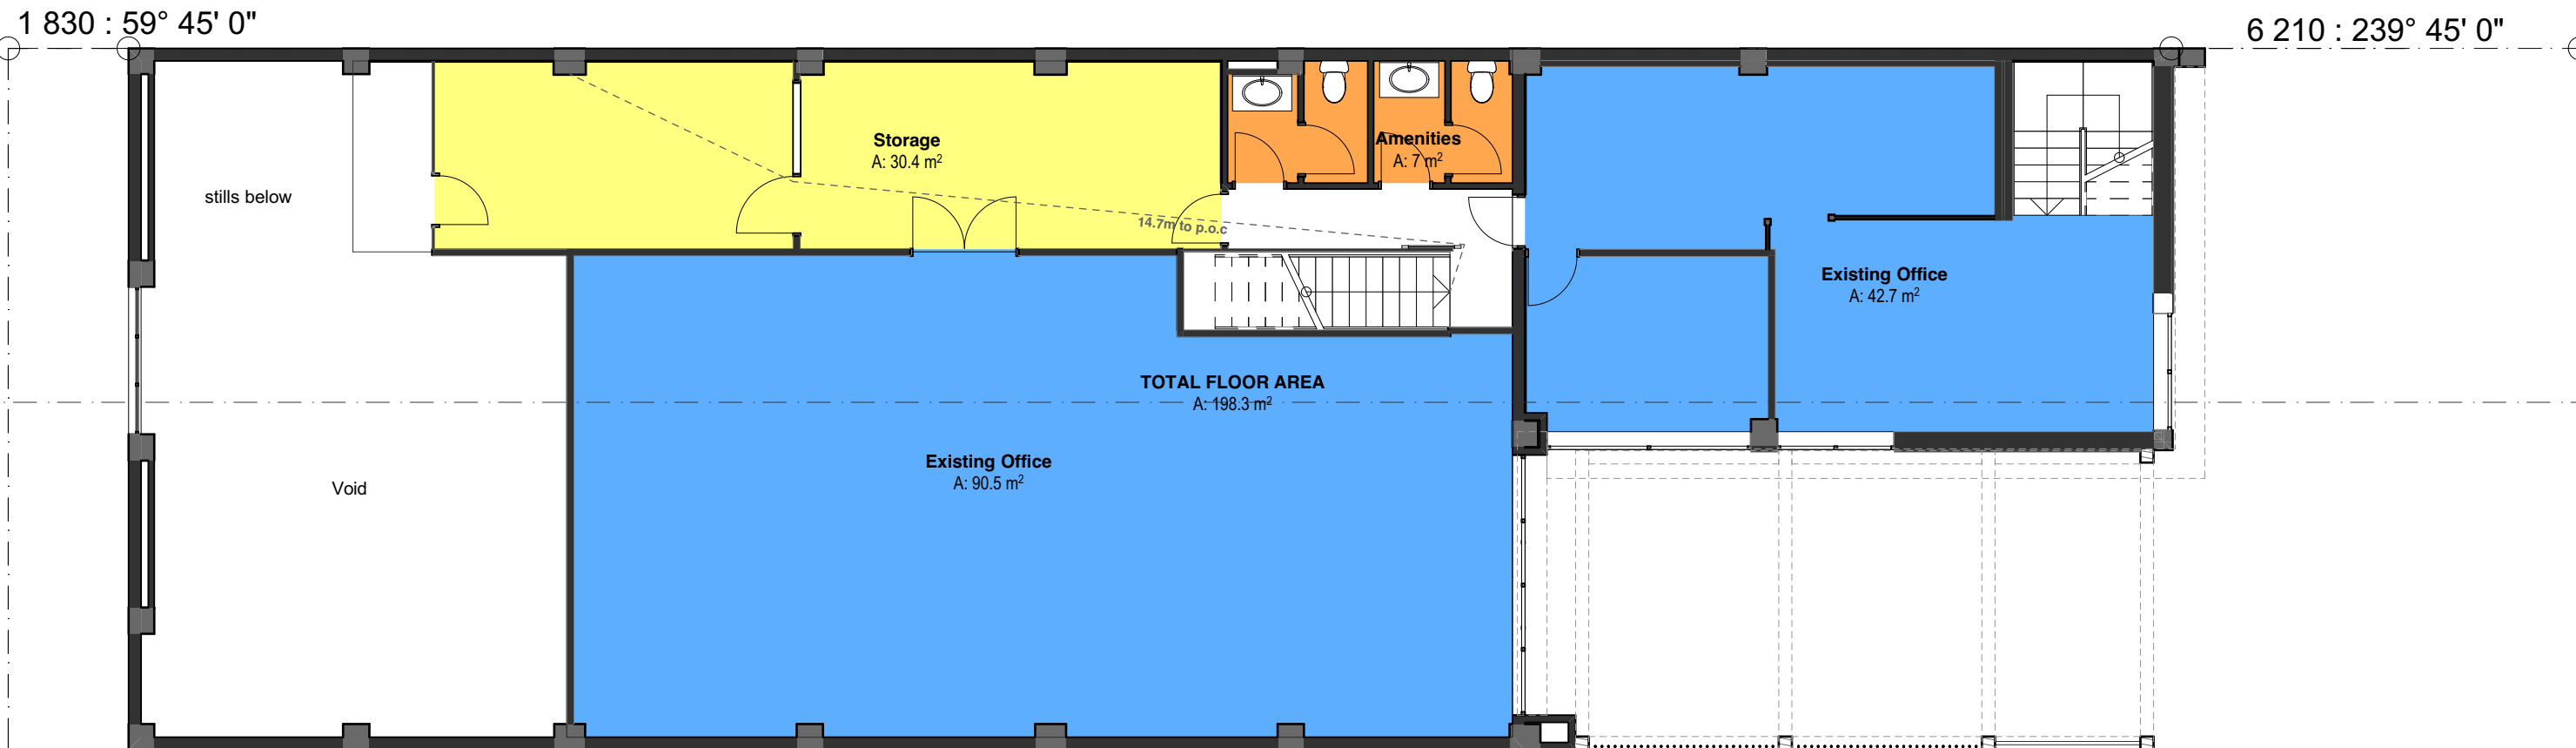 1 830 : 59° 45' 0"
6 210 : 239° 45' 0"
Storage
A: 30.4 m²
Amenities
A: 7 m²
stills below
14.7m to p.o.c
Existing Office
A: 42.7 m²
TOTAL FLOOR AREA
A: 198.3 m²
Existing Office
A: 90.5 m²
Void